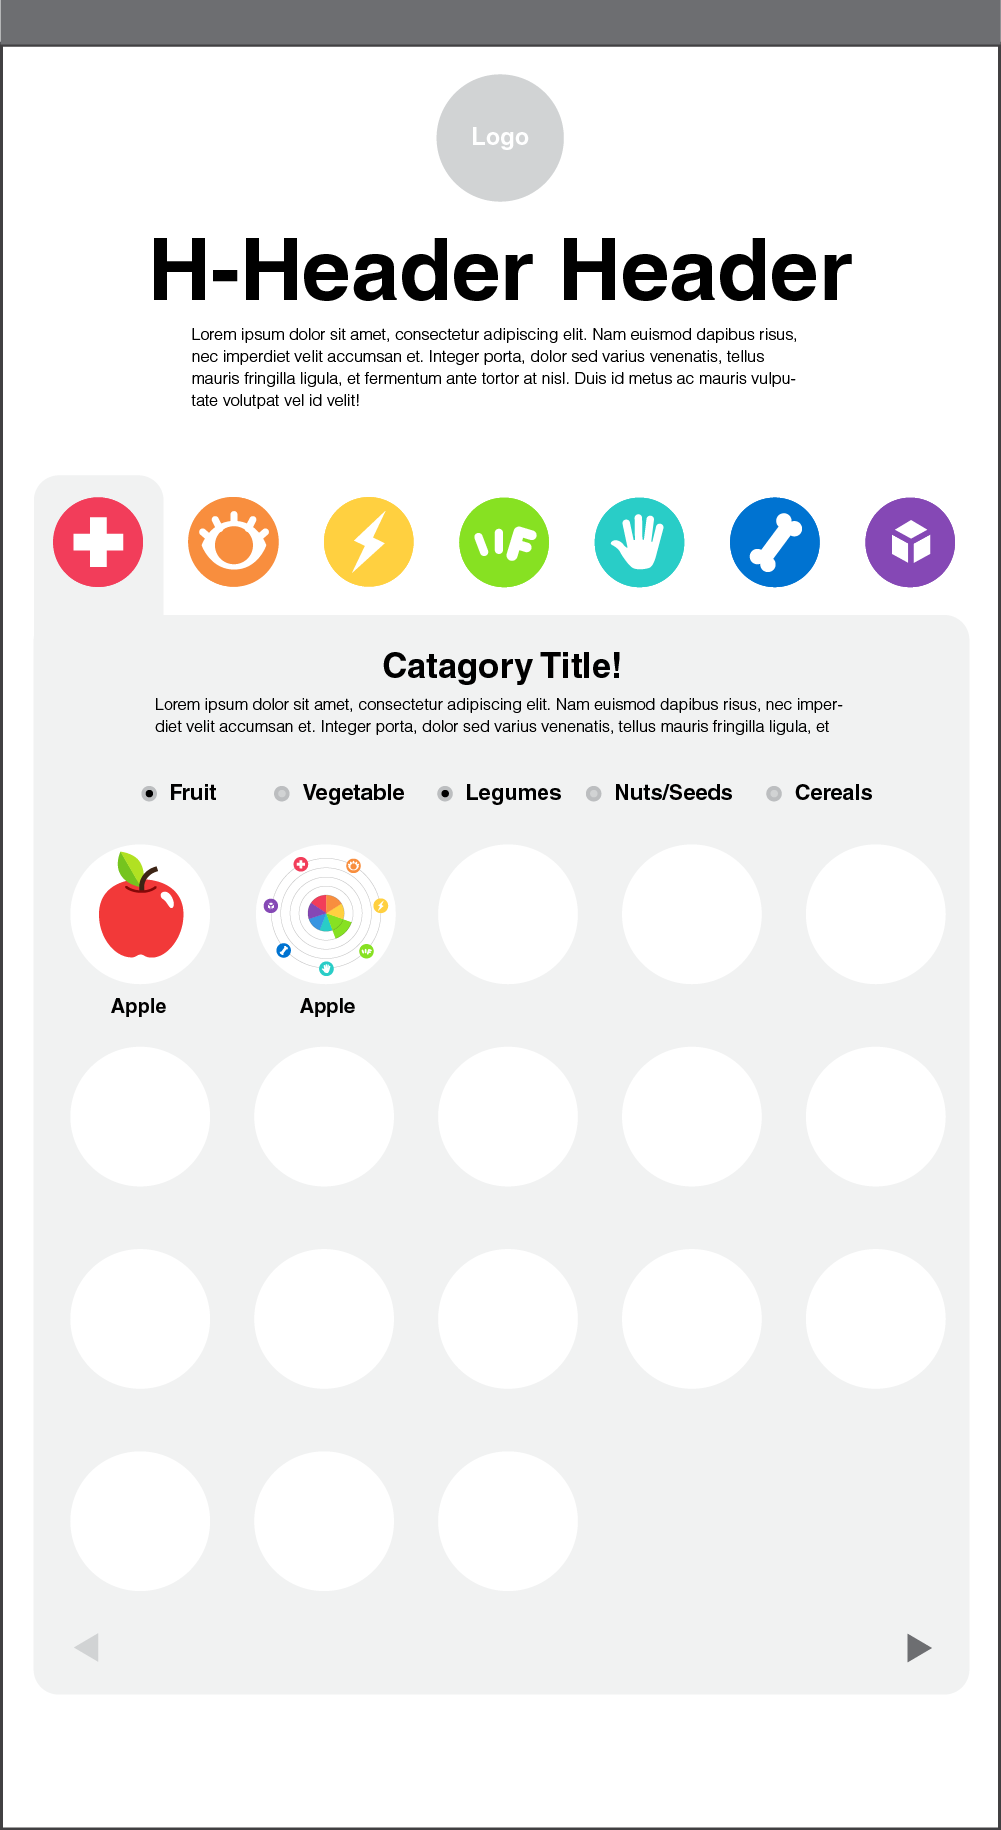 Logo
H-Header Header
Lorem ipsum dolor sit amet, consectetur adipiscing elit. Nam euismod dapibus risus,
nec imperdiet velit accumsan et. Integer porta, dolor sed varius venenatis, tellus
mauris fringilla ligula, et fermentum ante tortor at nisl. Duis id metus ac mauris vulpu-
tate volutpat vel id velit!
Catagory Title!
Lorem ipsum dolor sit amet, consectetur adipiscing elit. Nam euismod dapibus risus, nec imper-
diet velit accumsan et. Integer porta, dolor sed varius venenatis, tellus mauris fringilla ligula, et
Fruit Vegetable Legumes Nuts/Seeds Cereals
Apple Apple